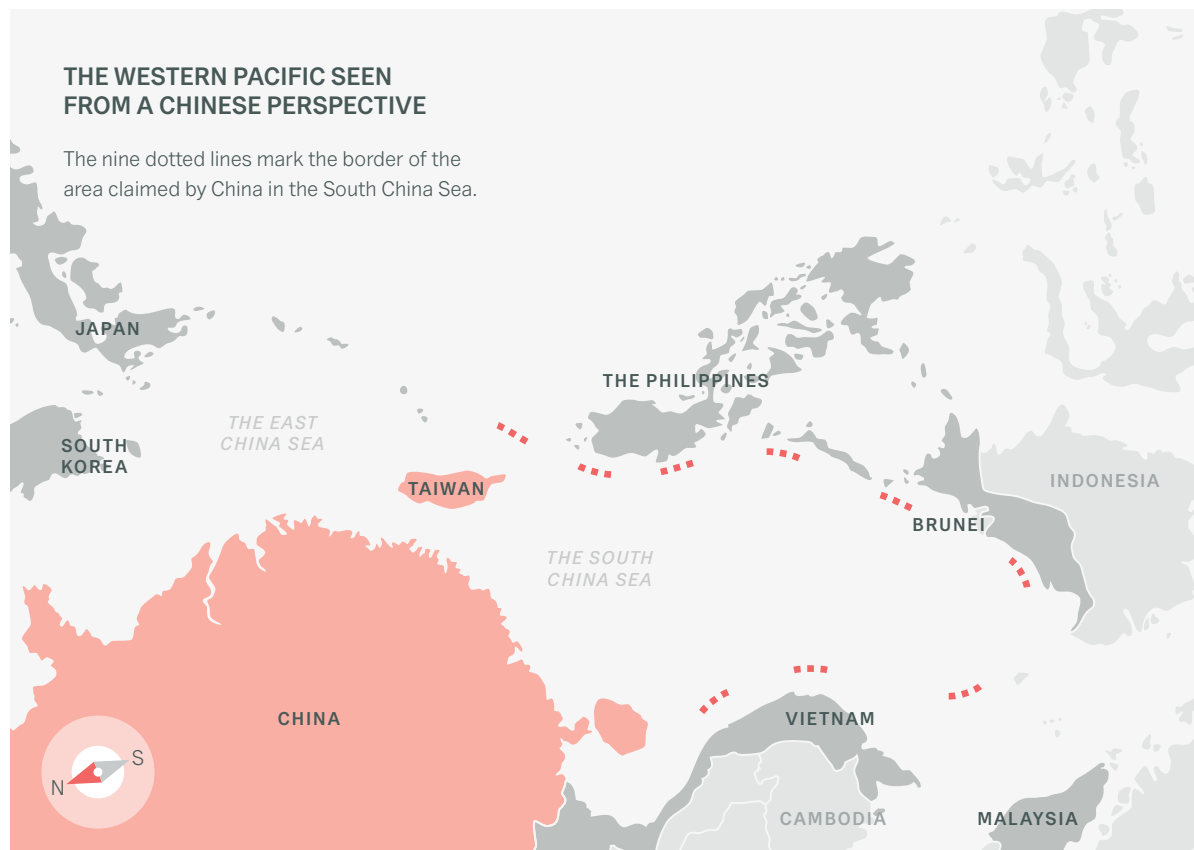 THE WESTERN PACIFIC SEEN
FROM A CHINESE PERSPECTIVE
The nine dotted lines mark the border of the
area claimed by China in the South China Sea.
JAPAN
THE PHILIPPINES
THE EAST
CHINA SEA
SOUTH
KOREA
TAIWAN
INDONESIA
BRUNEI
THE SOUTH
CHINA SEA
CHINA
VIETNAM
S
N
CAMBODIA
MALAYSIA